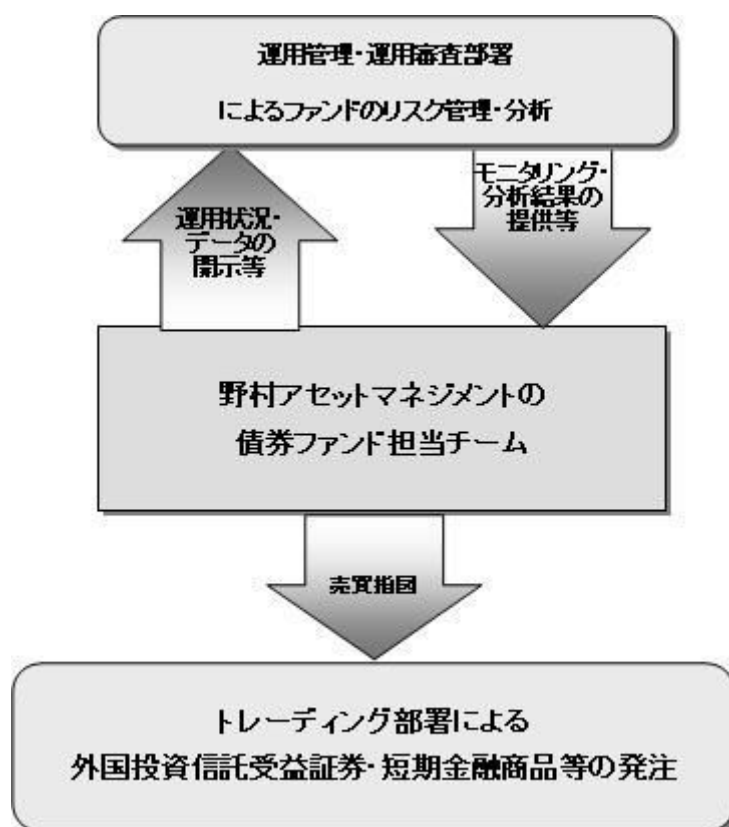 運用管理・運用審査部署
によるファンドのリスク管理・分析
運用状況・
データの
開示等
モニタリング・
分析結果の
提供等
野村アセットマネジメントの
債券ファンド担当チーム
売買指図
トレーディング部署による
外国投資信託受益証券・短期金融商品等の発注